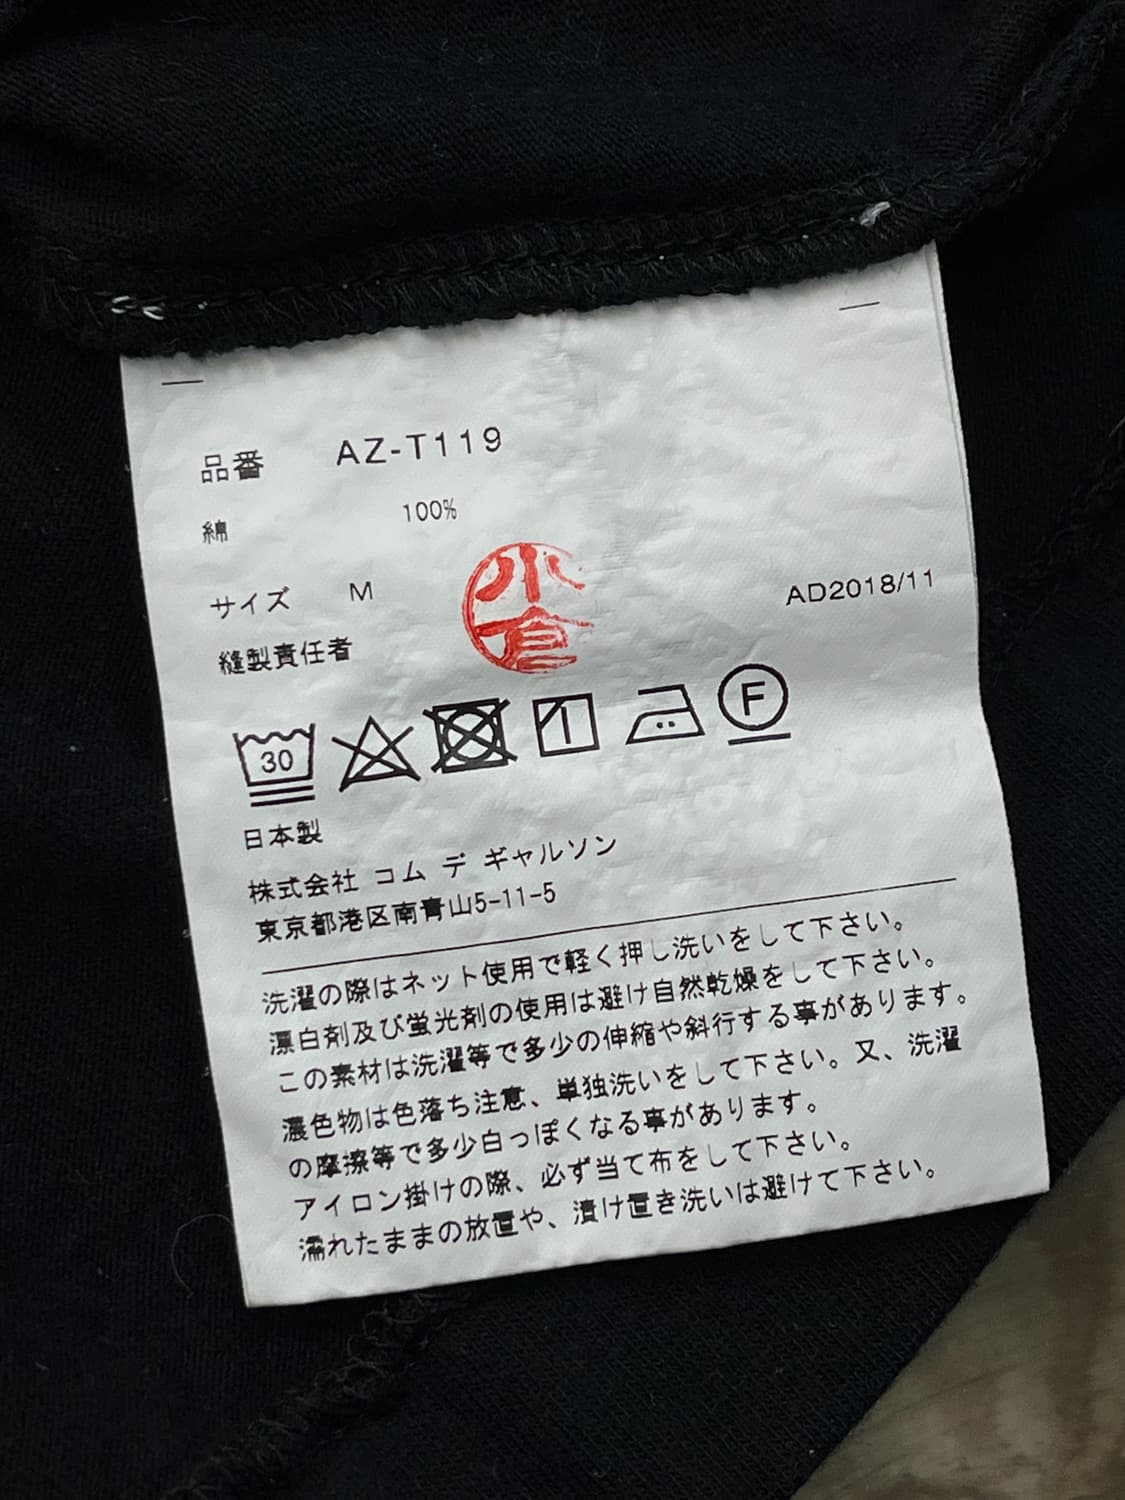 品番 AZ-T119
綿 100%
サイズ M
AD2018/11
縫製責任者 小倉
30
F
日本製
株式会社 コム デ ギャルソン
東京都港区南青山5-11-5
洗濯の際はネット使用で軽く押し洗いをして下さい。
漂白剤及び蛍光剤の使用は避け自然乾燥をして下さい。
この素材は洗濯等で多少の伸縮や斜行する事があります。
濃色物は色落ち注意、単独洗いをして下さい。又、洗濯
の摩擦等で多少白っぽくなる事があります。
アイロン掛けの際、必ず当て布をして下さい。
濡れたままの放置や、漬け置き洗いは避けて下さい。